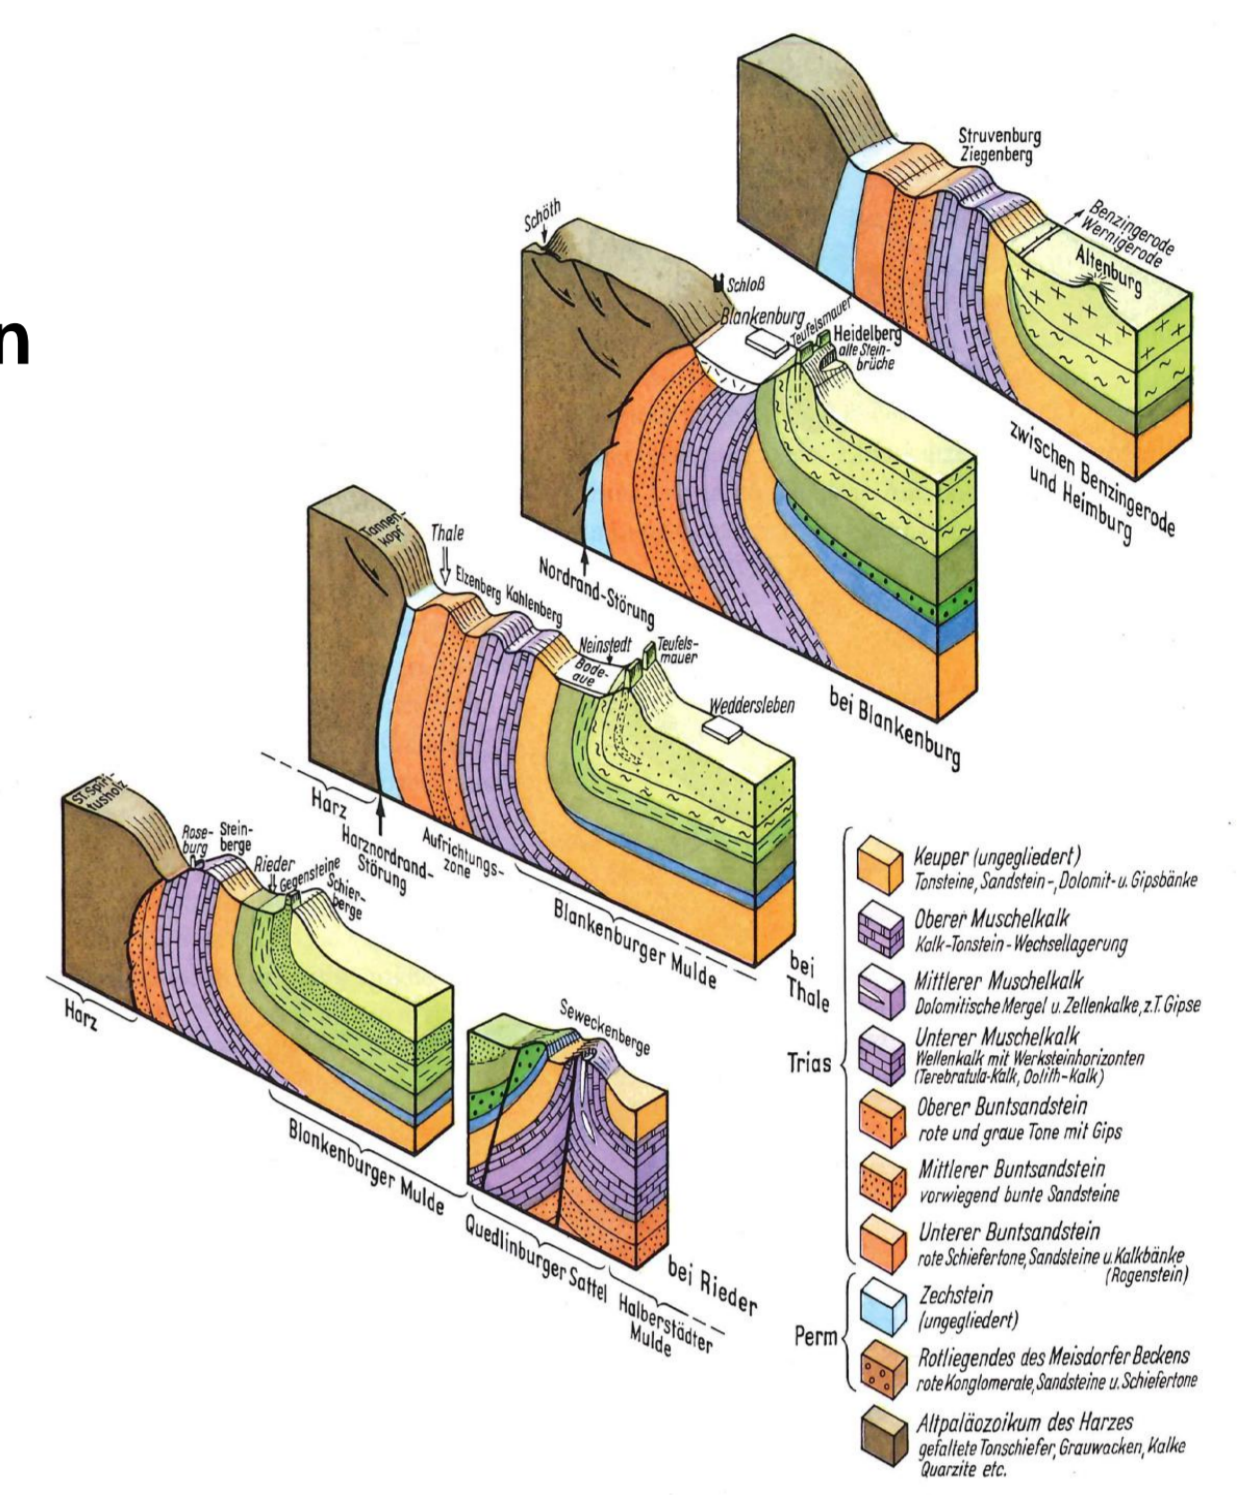 n
Struvenburg
Ziegenberg
Benzingerode
Wernigerode
Altenburg
zwischen Benzingerode
und Heimburg
Schöth
Schloß
Blankenburg
Teufelsmauer
Heidelberg
alte Stein-
brüche
Nordrand-Störung
bei Blankenburg
Tannen-
kopf
Thale
Elzenberg
Kahlenberg
Neinstedt
Bode-
aue
Teufels-
mauer
Weddersleben
Harz
Harznordrand-
Störung
Aufrichtungs-
zone
Blankenburger Mulde
bei
Thale
ST. Spiri-
tusholz
Rose-
burg
Stein-
berge
Rieder
Gegensteine
Schier-
berge
Harz
Blankenburger Mulde
Seweckenberge
Quedlinburger Sattel
Halberstädter
Mulde
bei Rieder
Trias
Keuper (ungegliedert)
Tonsteine, Sandstein-, Dolomit- u. Gipsbänke
Oberer Muschelkalk
Kalk-Tonstein-Wechsellagerung
Mittlerer Muschelkalk
Dolomitische Mergel u. Zellenkalke, z.T. Gipse
Unterer Muschelkalk
Wellenkalk mit Werksteinhorizonten
(Terebratula-Kalk, Oolith-Kalk)
Oberer Buntsandstein
rote und graue Tone mit Gips
Mittlerer Buntsandstein
vorwiegend bunte Sandsteine
Unterer Buntsandstein
rote Schiefertone, Sandsteine u. Kalkbänke
(Rogenstein)
Perm
Zechstein
(ungegliedert)
Rotliegendes des Meisdorfer Beckens
rote Konglomerate, Sandsteine u. Schiefertone
Altpaläozoikum des Harzes
gefaltete Tonschiefer, Grauwacken, Kalke
Quarzite etc.